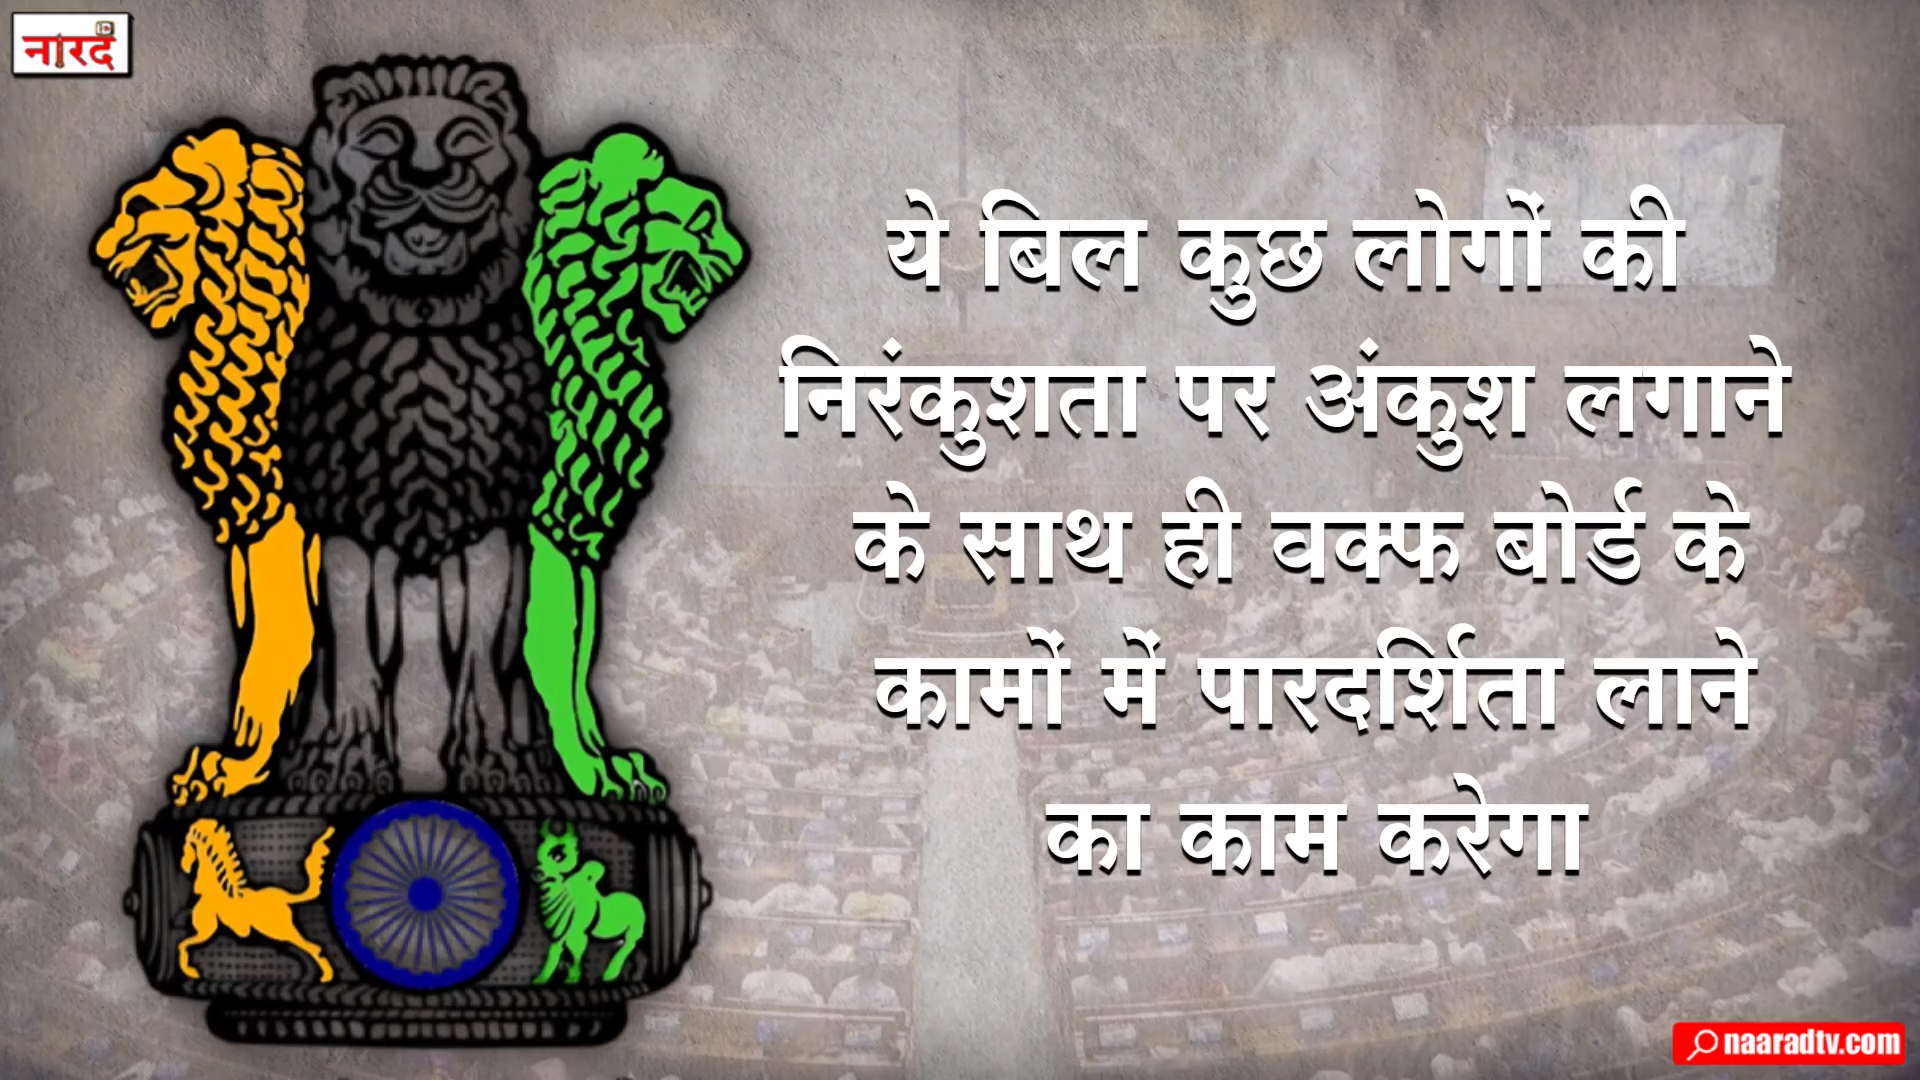 नारद
ये बिल कुछ लोगों की
निरंकुशता पर अंकुश लगाने
के साथ ही वक्फ बोर्ड के
कामों में पारदर्शिता लाने
का काम करेगा
naaradtv.com